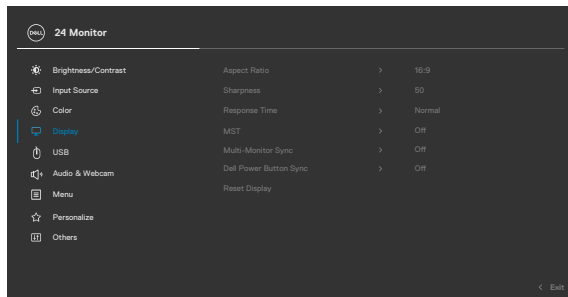 DELL 24 Monitor
Brightness/Contrast
Input Source
Color
Display
USB
Audio & Webcam
Menu
Personalize
Others
Aspect Ratio > 16:9
Sharpness > 50
Response Time > Normal
MST > Off
Multi-Monitor Sync > Off
Dell Power Button Sync > Off
Reset Display
< Exit